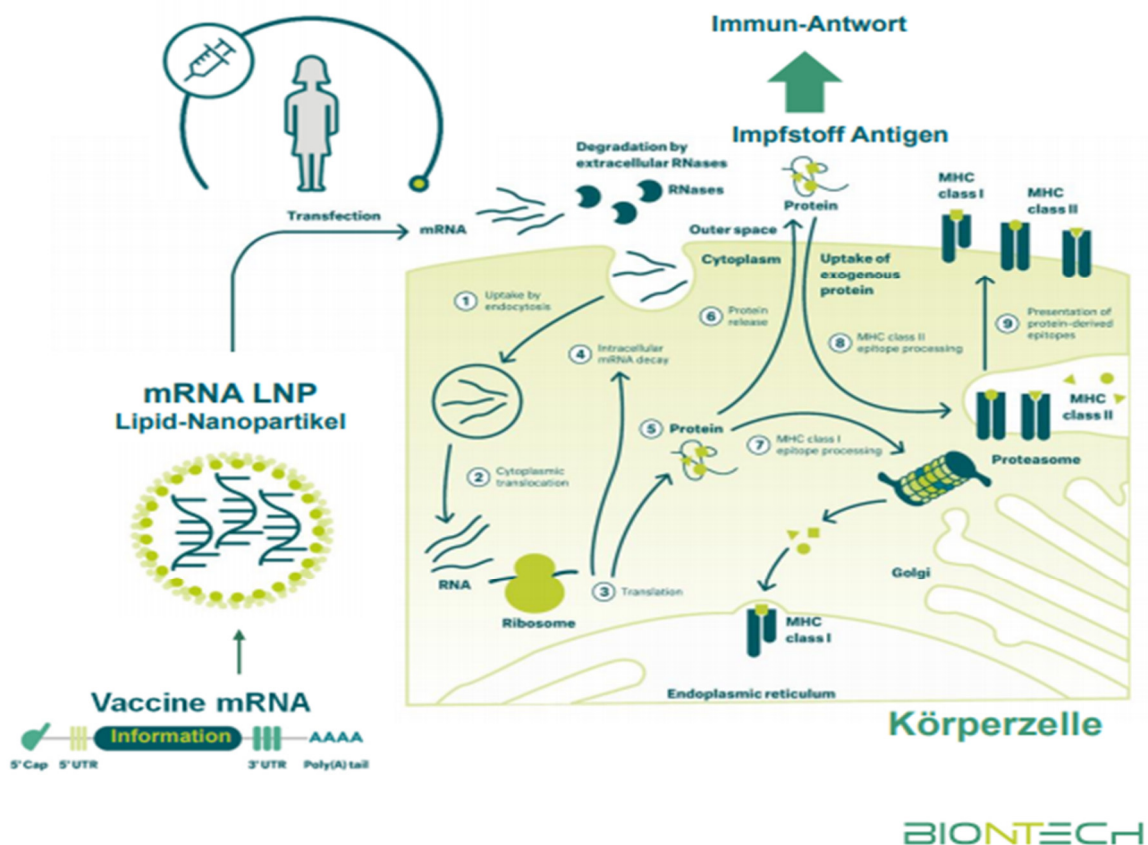 Immun-Antwort
Impfstoff Antigen
Degradation by
extracellular RNases
RNases
Protein
MHC
class I
MHC
class II
Transfection
mRNA
Outer space
Cytoplasm
Uptake of
exogenous
protein
1 Uptake by
endocytosis
6 Protein
release
4 Intracellular
mRNA decay
8 MHC class II
epitope processing
9 Presentation of
protein-derived
epitopes
mRNA LNP
Lipid-Nanopartikel
5 Protein
7 MHC class I
epitope processing
MHC
class II
Proteasome
2 Cytoplasmic
translocation
RNA
Ribosome
3 Translation
Golgi
MHC
class I
Endoplasmic reticulum
Körperzelle
Vaccine mRNA
Information
AAAA
5' Cap
5' UTR
3' UTR
Poly(A) tail
BIONTECH